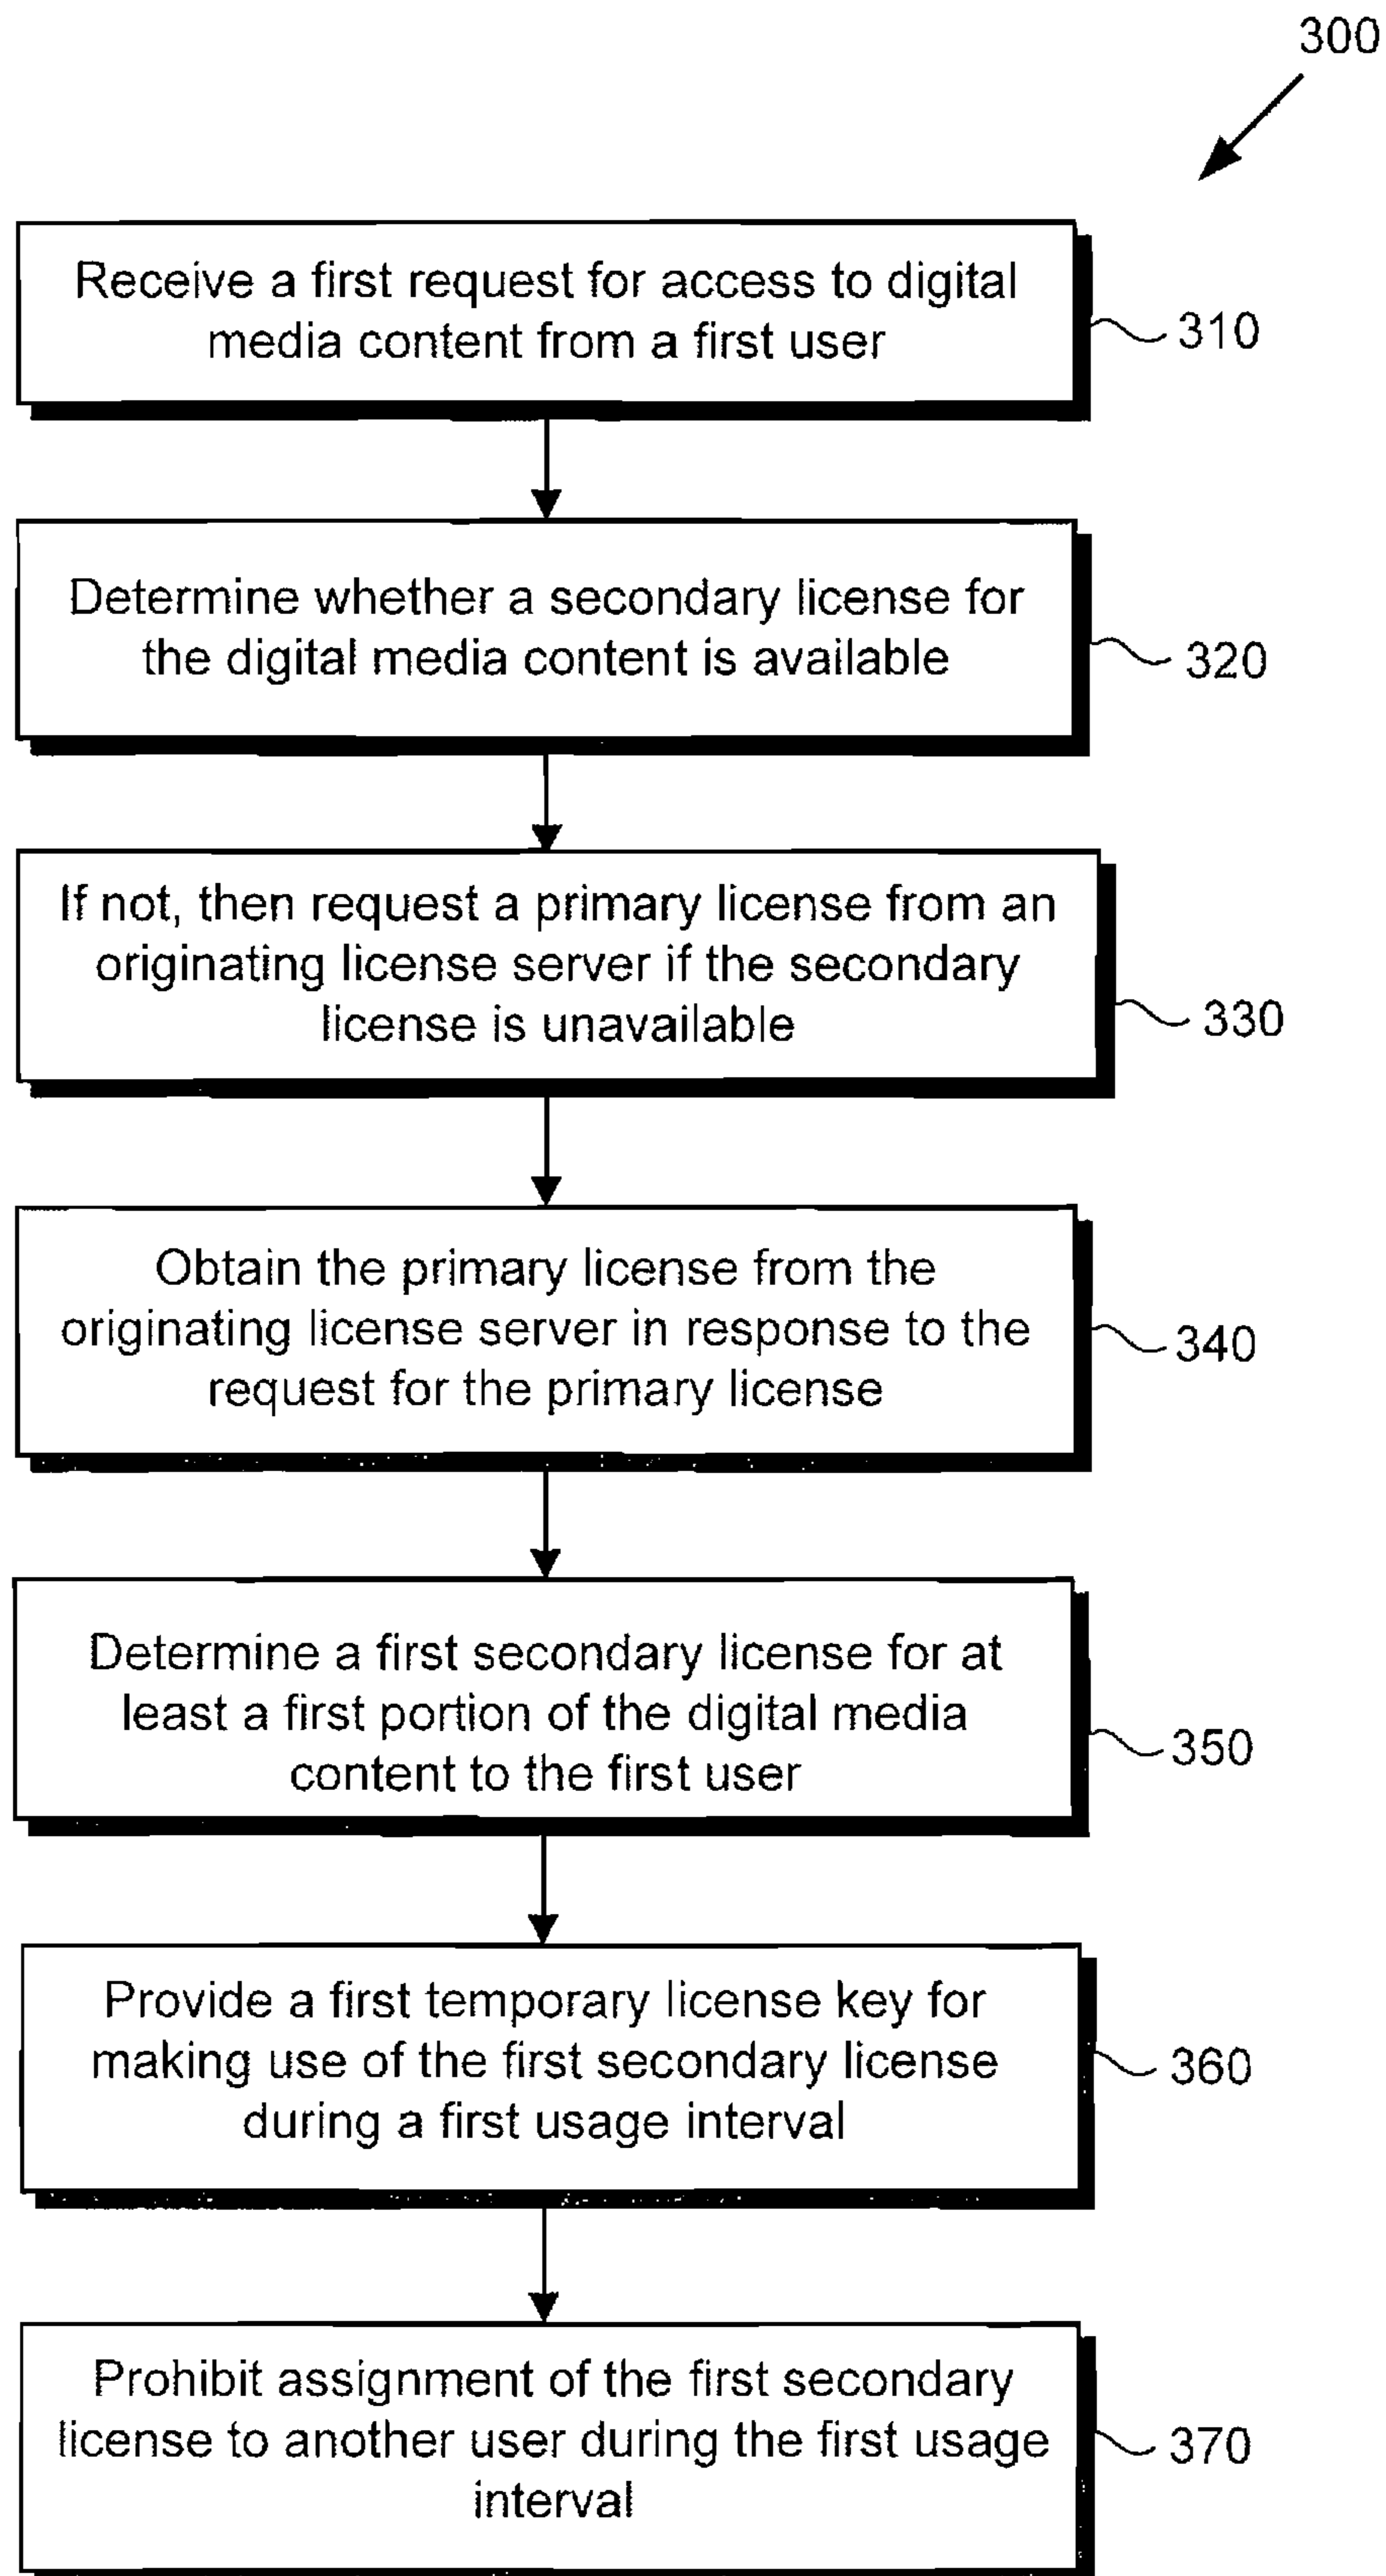 300
Receive a first request for access to digital
media content from a first user
310
Determine whether a secondary license for
the digital media content is available
320
If not, then request a primary license from an
originating license server if the secondary
license is unavailable
330
Obtain the primary license from the
originating license server in response to the
request for the primary license
340
Determine a first secondary license for at
least a first portion of the digital media
content to the first user
350
Provide a first temporary license key for
making use of the first secondary license
during a first usage interval
360
Prohibit assignment of the first secondary
license to another user during the first usage
interval
370